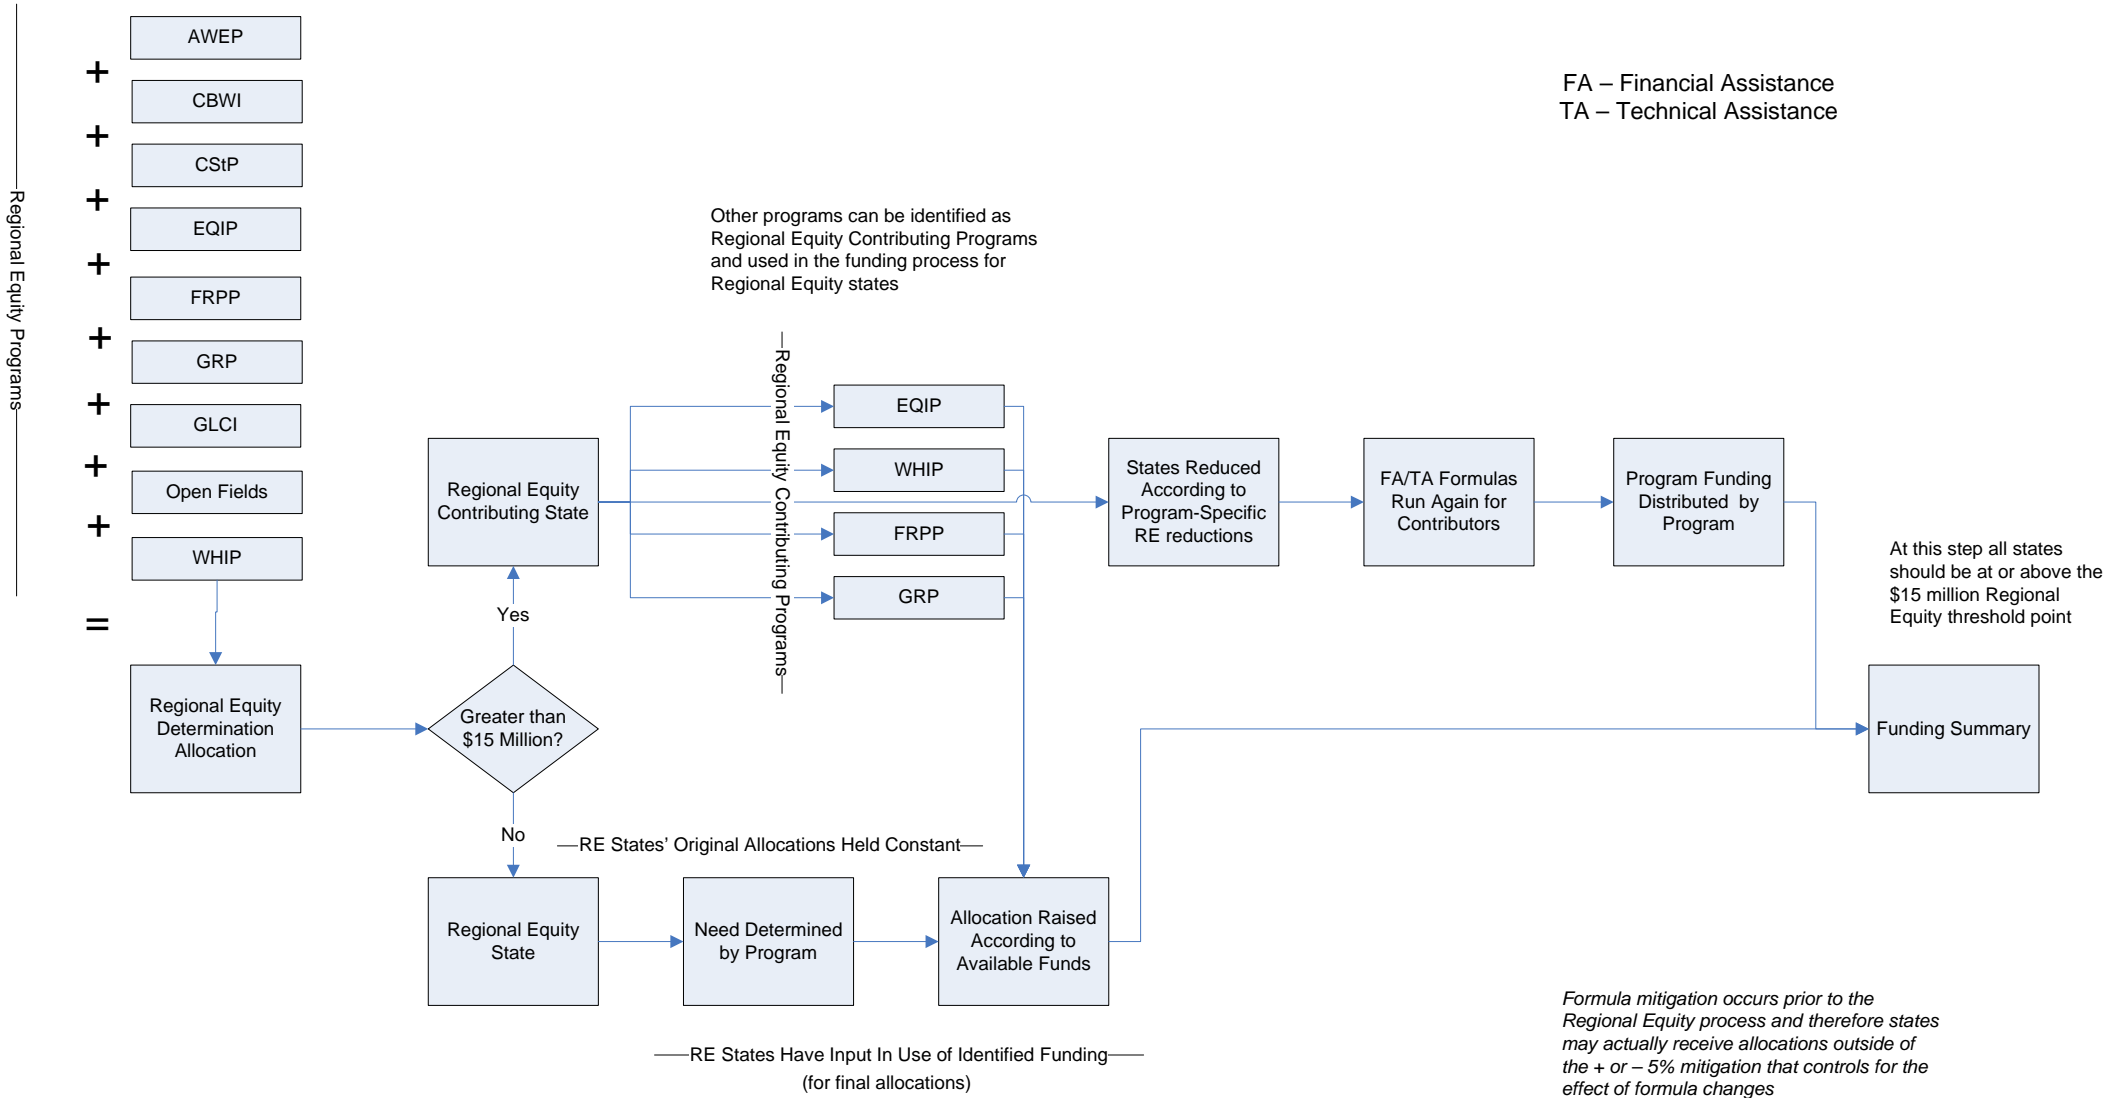 Regional Equity Programs
AWEP
+
CBWI
+
CStP
+
EQIP
+
FRPP
+
GRP
+
GLCI
+
Open Fields
+
WHIP
=
Regional Equity
Determination
Allocation
Greater than
$15 Million?
Yes
No
Regional Equity
Contributing State
Other programs can be identified as
Regional Equity Contributing Programs
and used in the funding process for
Regional Equity states
Regional Equity Contributing Programs
EQIP
WHIP
FRPP
GRP
States Reduced
According to
Program-Specific
RE reductions
FA/TA Formulas
Run Again for
Contributors
Program Funding
Distributed by
Program
FA – Financial Assistance
TA – Technical Assistance
At this step all states
should be at or above the
$15 million Regional
Equity threshold point
Funding Summary
RE States' Original Allocations Held Constant
Regional Equity
State
Need Determined
by Program
Allocation Raised
According to
Available Funds
RE States Have Input In Use of Identified Funding
(for final allocations)
Formula mitigation occurs prior to the
Regional Equity process and therefore states
may actually receive allocations outside of
the + or – 5% mitigation that controls for the
effect of formula changes